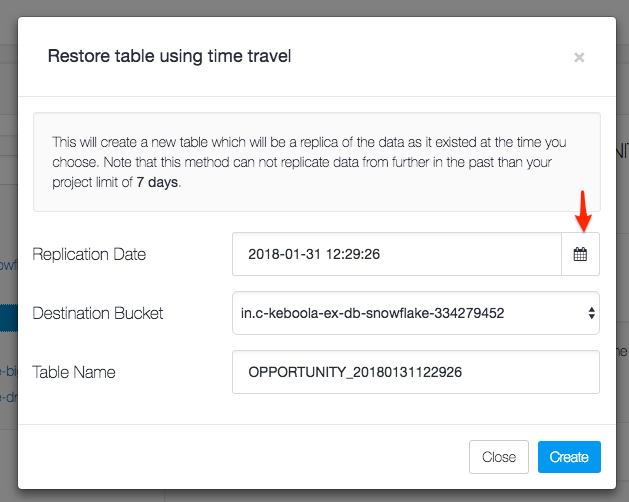 Restore table using time travel
×
This will create a new table which will be a replica of the data as it existed at the time you
choose. Note that this method can not replicate data from further in the past than your
project limit of 7 days.
Replication Date
2018-01-31 12:29:26
Destination Bucket
in.c-keboola-ex-db-snowflake-334279452
Table Name
OPPORTUNITY_20180131122926
Close
Create